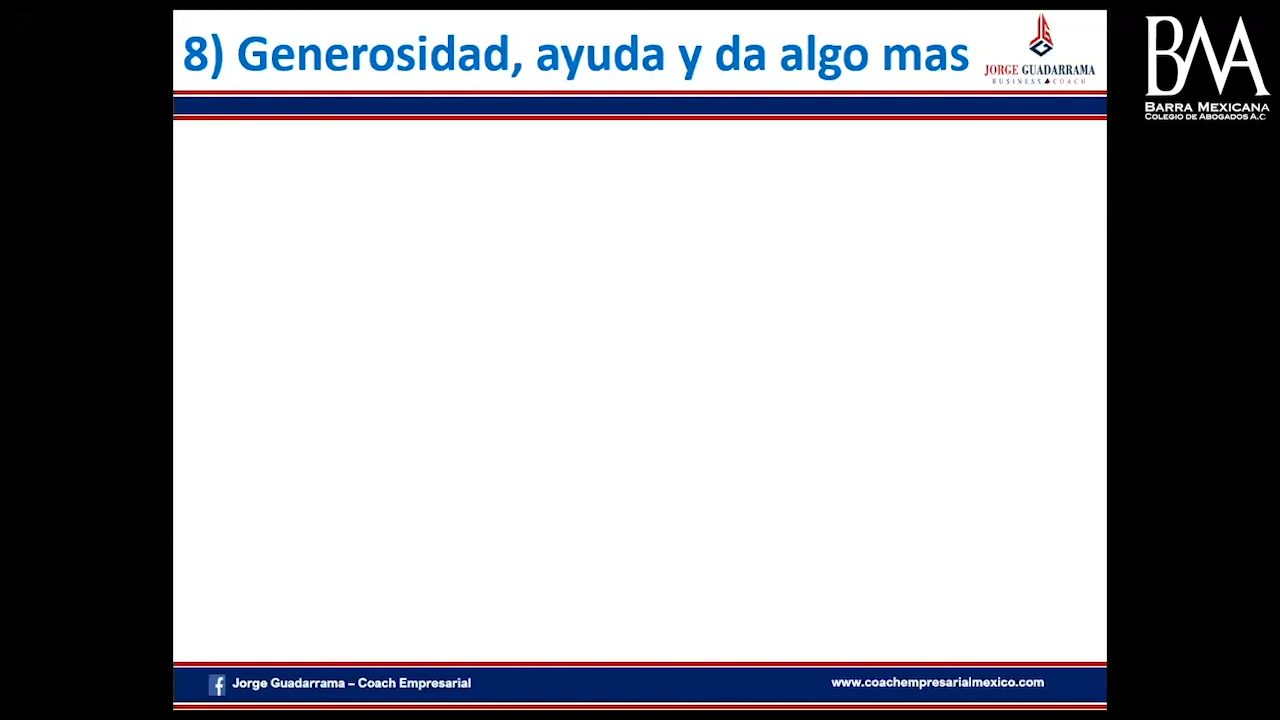 8) Generosidad, ayuda y da algo mas
JORGE GUADARRAMA
BUSINESS COACH
BMA
BARRA MEXICANA
COLEGIO DE ABOGADOS A.C
Jorge Guadarrama – Coach Empresarial
www.coachempresarialmexico.com